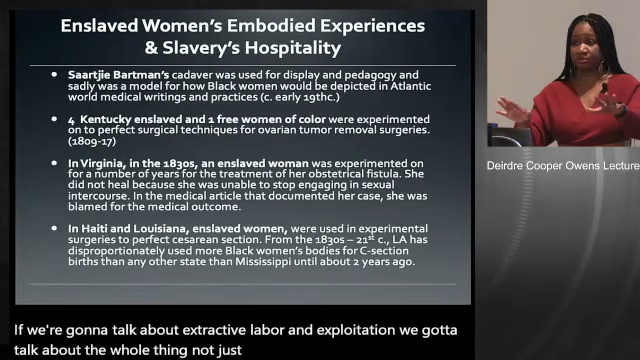 Enslaved Women's Embodied Experiences
& Slavery's Hospitality
Saartjie Bartman's cadaver was used for display and pedagogy and
sadly was a model for how Black women would be depicted in Atlantic
world medical writings and practices (c. early 19thc.)
4 Kentucky enslaved and 1 free women of color were experimented
on to perfect surgical techniques for ovarian tumor removal surgeries.
(1809-17)
In Virginia, in the 1830s, an enslaved woman was experimented on
for a number of years for the treatment of her obstetrical fistula. She
did not heal because she was unable to stop engaging in sexual
intercourse. In the medical article that documented her case, she was
blamed for the medical outcome.
In Haiti and Louisiana, enslaved women, were used in experimental
surgeries to perfect cesarean section. From the 1830s – 21st c., LA has
disproportionately used more Black women's bodies for C-section
births than any other state than Mississippi until about 2 years ago.
Deirdre Cooper Owens Lecture
If we're gonna talk about extractive labor and exploitation we gotta
talk about the whole thing not just